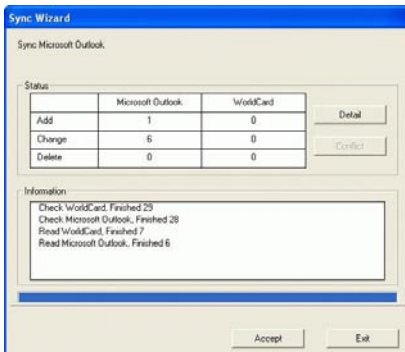 Sync Wizard
Sync Microsoft Outlook.
Status
Microsoft Outlook WorldCard
Add 1 0
Change 6 0
Delete 0 0
Detail
Conflict
Information
Check WorldCard, Finished 29
Check Microsoft Outlook, Finished 28
Read WorldCard, Finished 7
Read Microsoft Outlook, Finished 6
Accept Exit